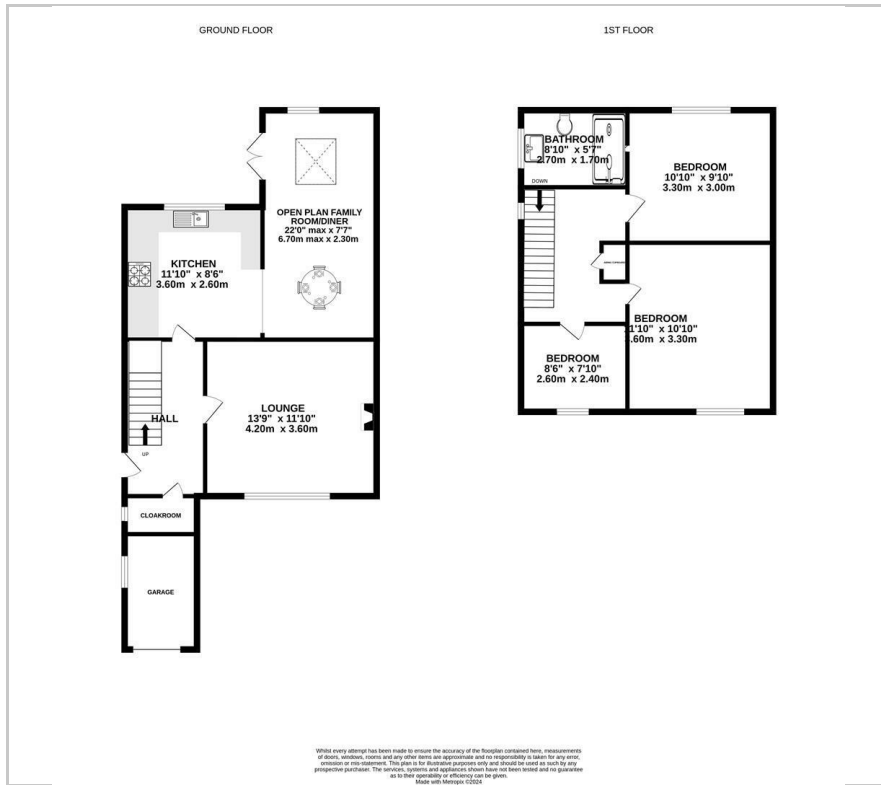 GROUND FLOOR
1ST FLOOR
OPEN PLAN FAMILY
ROOM/DINER
22'0" max x 7'7"
6.70m max x 2.30m
KITCHEN
11'10" x 8'6"
3.60m x 2.60m
LOUNGE
13'9" x 11'10"
4.20m x 3.60m
HALL
UP
CLOAKROOM
GARAGE
BATHROOM
8'10" x 5'7"
2.70m x 1.70m
DOWN
BEDROOM
10'10" x 9'10"
3.30m x 3.00m
BEDROOM
1'10" x 10'10"
.60m x 3.30m
BEDROOM
8'6" x 7'10"
2.60m x 2.40m
Whilst every attempt has been made to ensure the accuracy of the floorplan contained here, measurements
of doors, windows, rooms and any other items are approximate and no responsibility is taken for any error,
omission or mis-statement. This plan is for illustrative purposes only and should be used as such by any
prospective purchaser. The services, systems and appliances shown have not been tested and no guarantee
as to their operability or efficiency can be given.
Made with Metropix ©2024